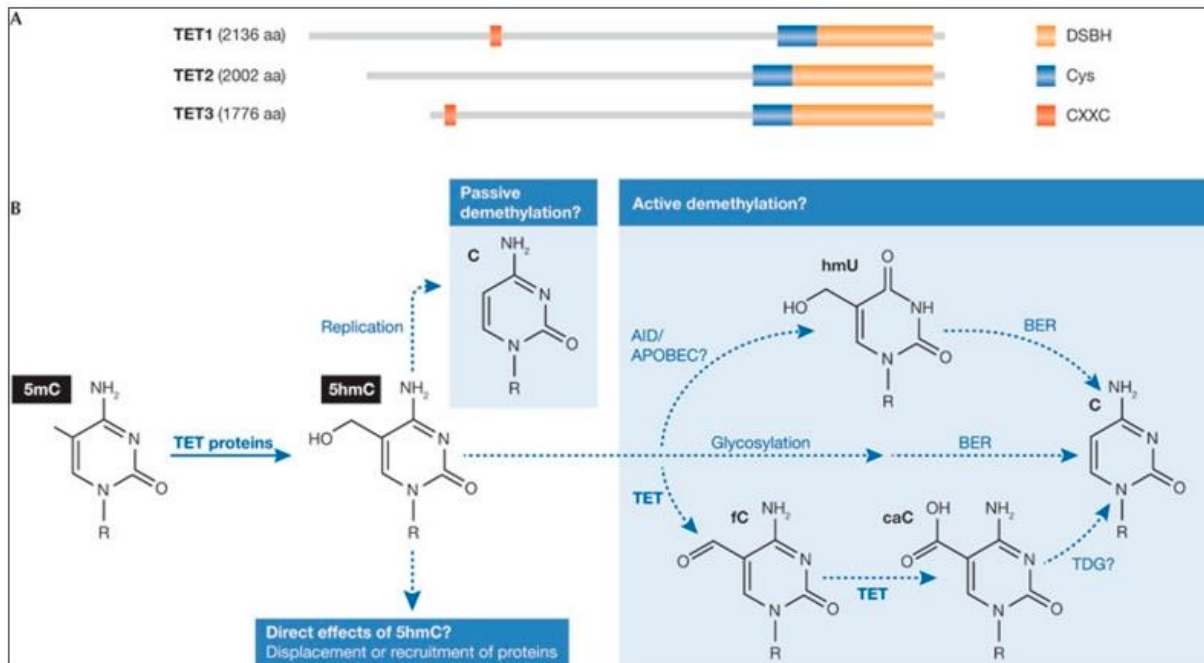 A
TET1 (2136 aa)
DSBH
TET2 (2002 aa)
Cys
TET3 (1776 aa)
CXXC
B
Passive
demethylation?
C
NH2
N
N
O
R
Replication
5mC
NH2
N
N
O
R
TET proteins
5hmC
NH2
HO
N
N
O
R
Direct effects of 5hmC?
Displacement or recruitment of proteins
Active demethylation?
hmU
O
HO
NH
N
O
R
AID/
APOBEC?
BER
Glycosylation
BER
C
NH2
N
N
O
R
TET
fC
NH2
O
N
N
O
R
TET
caC
OH
NH2
O
N
N
O
R
TDG?